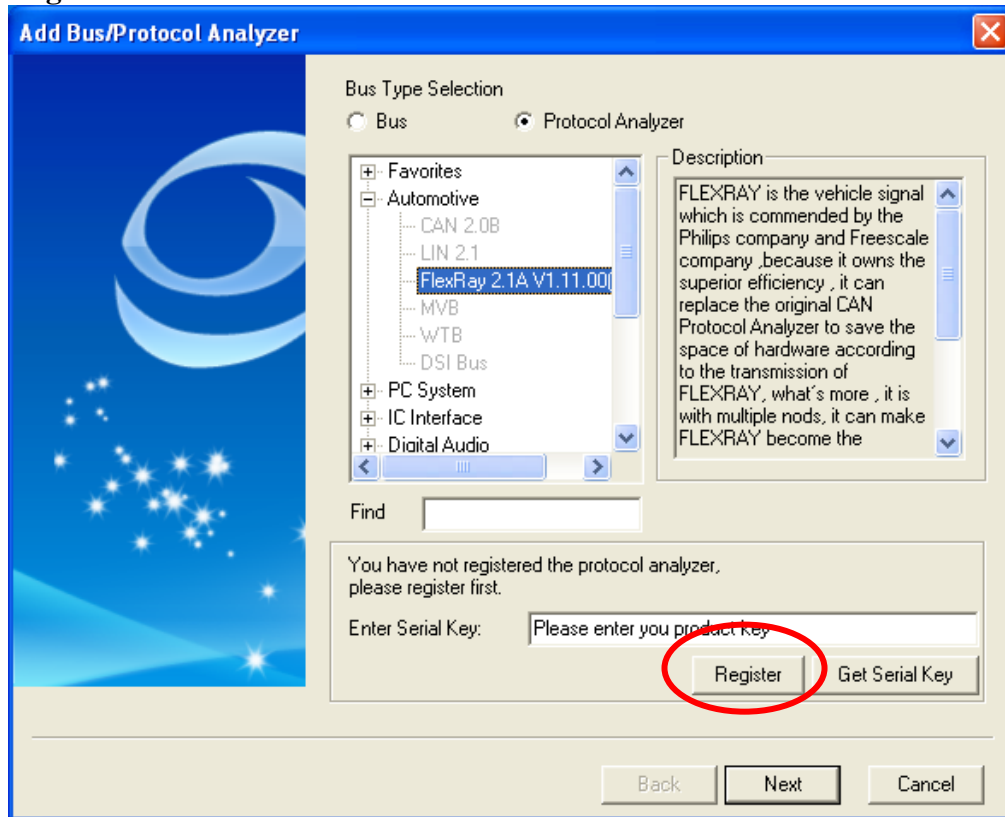 Add Bus/Protocol Analyzer
Bus Type Selection
Bus
Protocol Analyzer
Favorites
Automotive
CAN 2.0B
LIN 2.1
FlexRay 2.1A V1.11.00(
MVB
WTB
DSI Bus
PC System
IC Interface
Digital Audio
Description
FLEXRAY is the vehicle signal
which is commended by the
Philips company and Freescale
company ,because it owns the
superior efficiency , it can
replace the original CAN
Protocol Analyzer to save the
space of hardware according
to the transmission of
FLEXRAY, what's more , it is
with multiple nods, it can make
FLEXRAY become the
Find
You have not registered the protocol analyzer,
please register first.
Enter Serial Key:
Please enter you product key
Register
Get Serial Key
Back
Next
Cancel